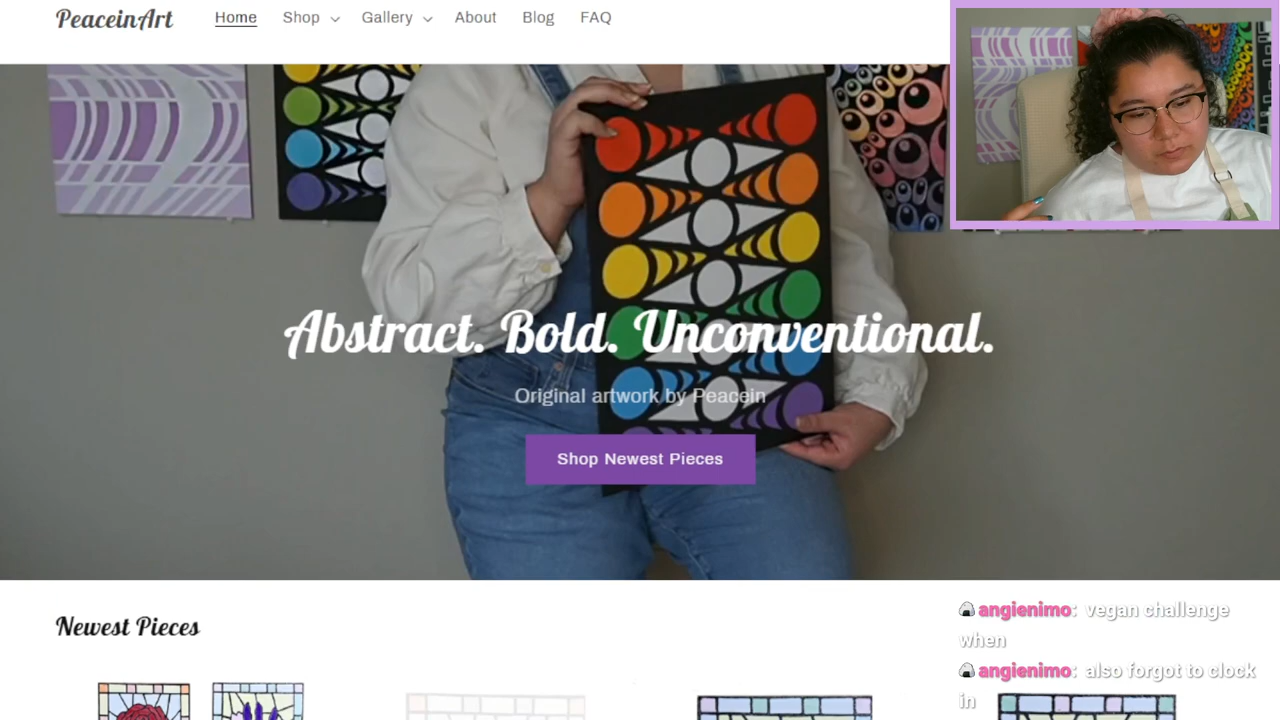 PeaceinArt
Home Shop Gallery About Blog FAQ
Abstract. Bold. Unconventional.
Original artwork by Peacein
Shop Newest Pieces
Newest Pieces
angienimo: vegan challenge
when
angienimo: also forgot to clock
in